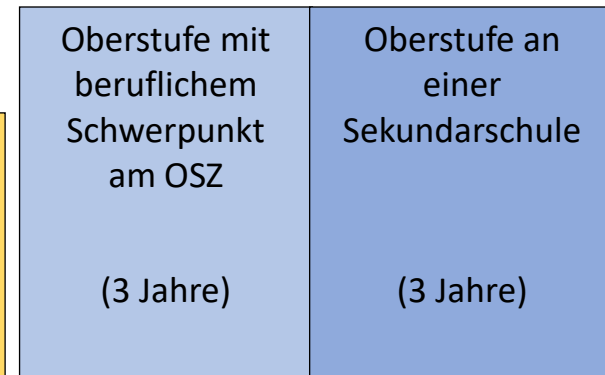 Oberstufe mit
beruflichem
Schwerpunkt
am OSZ
(3 Jahre)
Oberstufe an
einer
Sekundarschule
(3 Jahre)